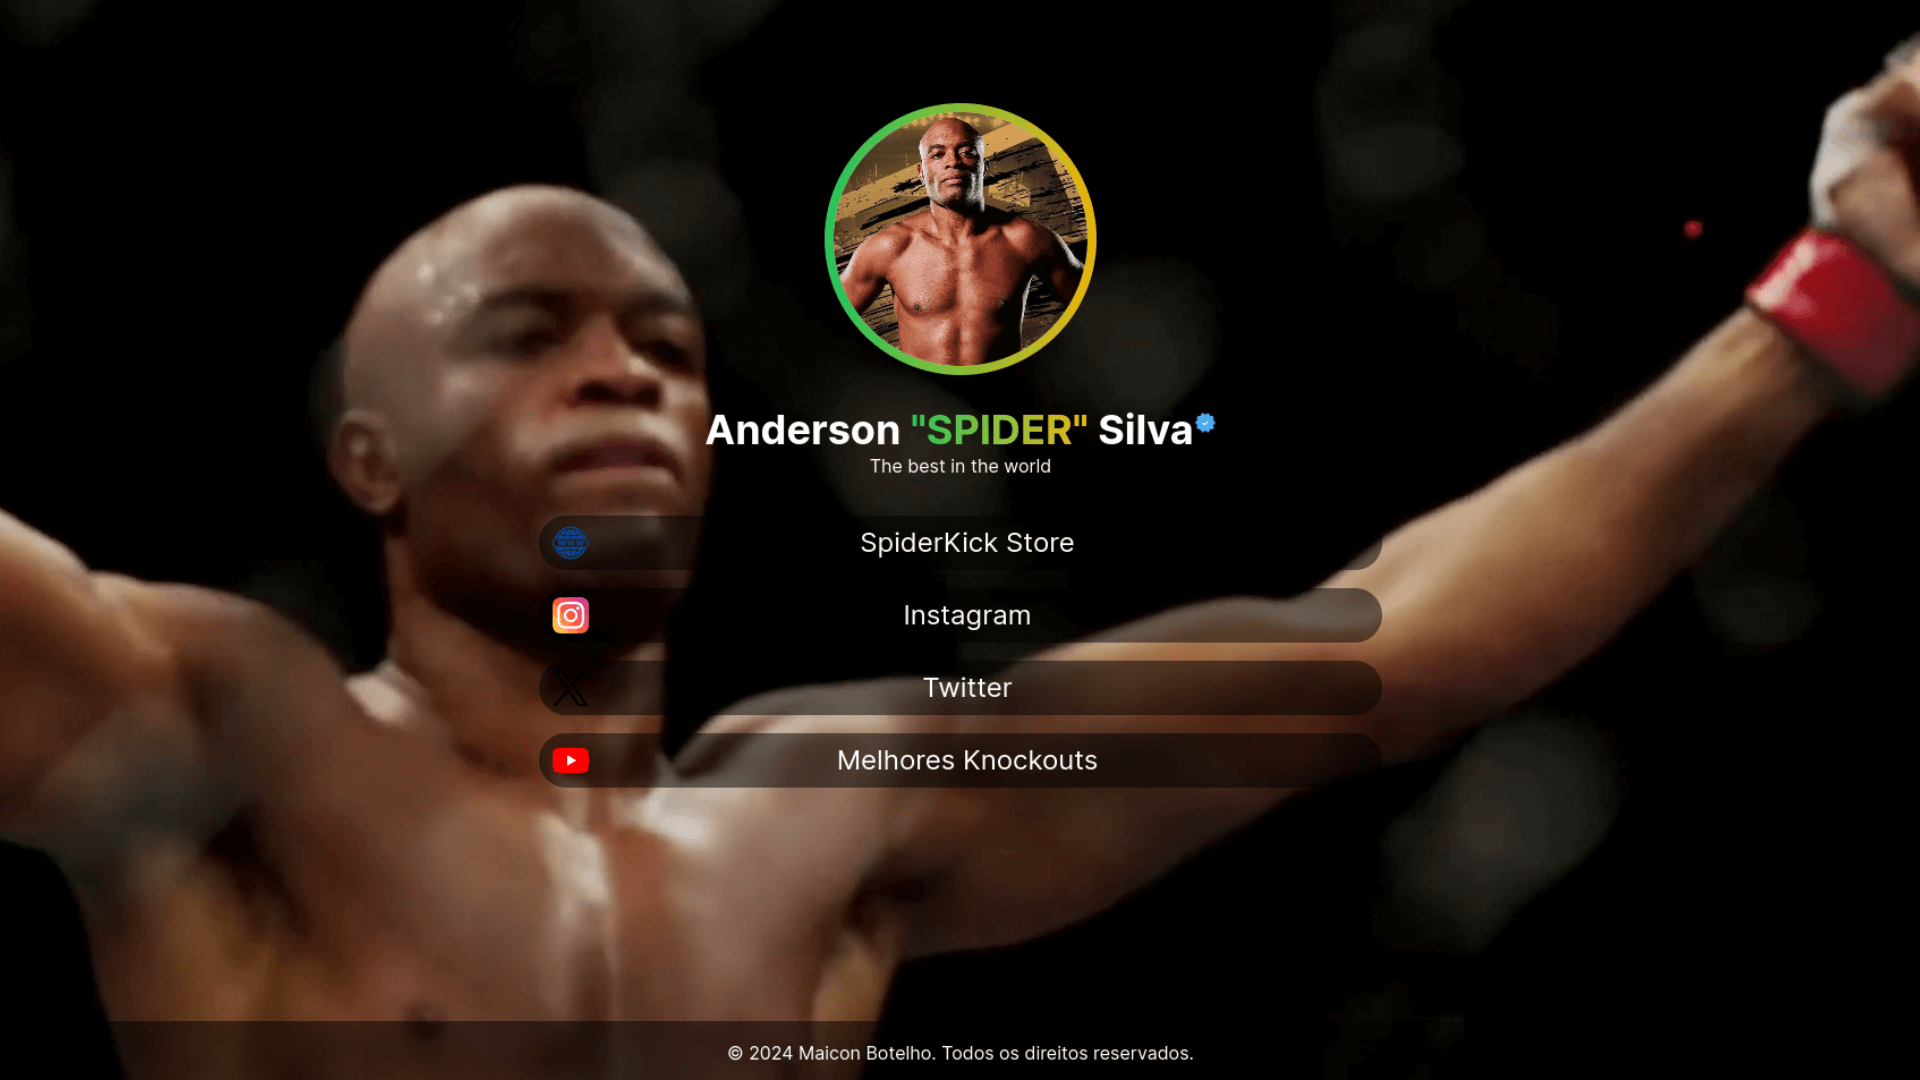 Anderson "SPIDER" Silva
The best in the world
WWW
SpiderKick Store
Instagram
Twitter
Melhores Knockouts
© 2024 Maicon Botelho. Todos os direitos reservados.